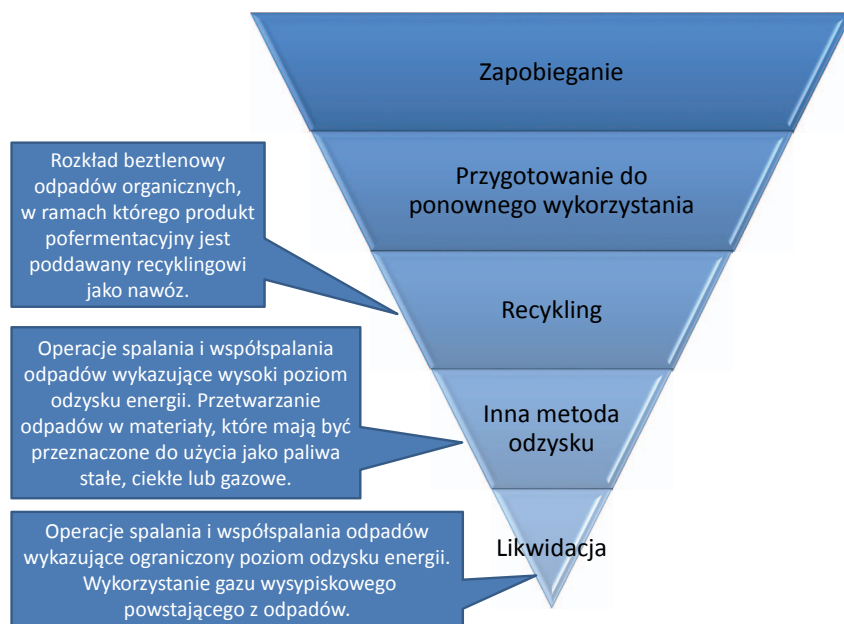 Zapobieganie
Przygotowanie do
ponownego wykorzystania
Rozkład beztlenowy
odpadów organicznych,
w ramach którego produkt
pofermentacyjny jest
poddawany recyklingowi
jako nawóz.
Recykling
Operacje spalania i współspalania
odpadów wykazujące wysoki poziom
odzysku energii. Przetwarzanie
odpadów w materiały, które mają być
przeznaczone do użycia jako paliwa
stałe, ciekłe lub gazowe.
Inna metoda
odzysku
Operacje spalania i współspalania odpadów
wykazujące ograniczony poziom odzysku energii.
Wykorzystanie gazu wysypiskowego
powstającego z odpadów.
Likwidacja